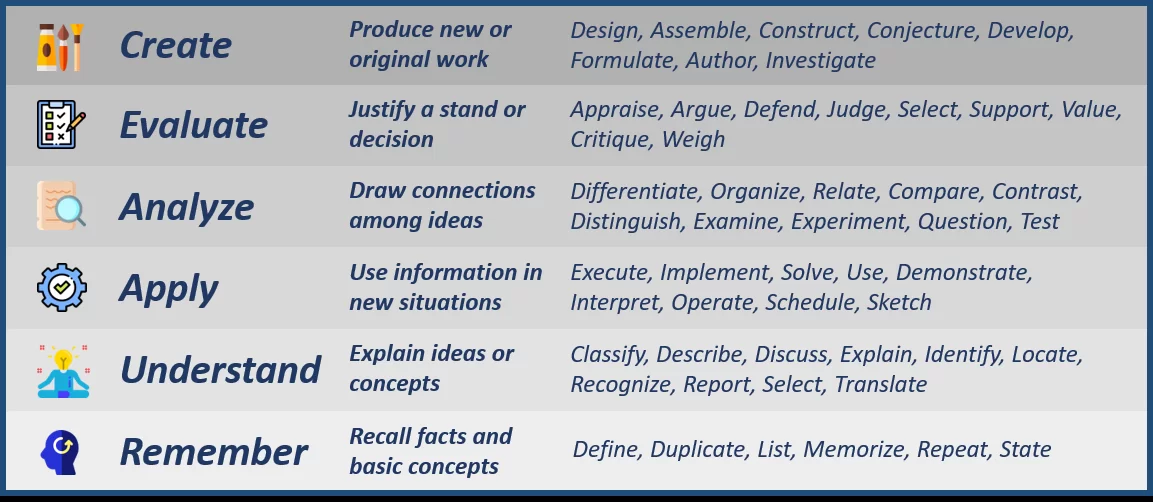 Create
Produce new or
original work
Design, Assemble, Construct, Conjecture, Develop,
Formulate, Author, Investigate
Evaluate
Justify a stand or
decision
Appraise, Argue, Defend, Judge, Select, Support, Value,
Critique, Weigh
Analyze
Draw connections
among ideas
Differentiate, Organize, Relate, Compare, Contrast,
Distinguish, Examine, Experiment, Question, Test
Apply
Use information in
new situations
Execute, Implement, Solve, Use, Demonstrate,
Interpret, Operate, Schedule, Sketch
Understand
Explain ideas or
concepts
Classify, Describe, Discuss, Explain, Identify, Locate,
Recognize, Report, Select, Translate
Remember
Recall facts and
basic concepts
Define, Duplicate, List, Memorize, Repeat, State